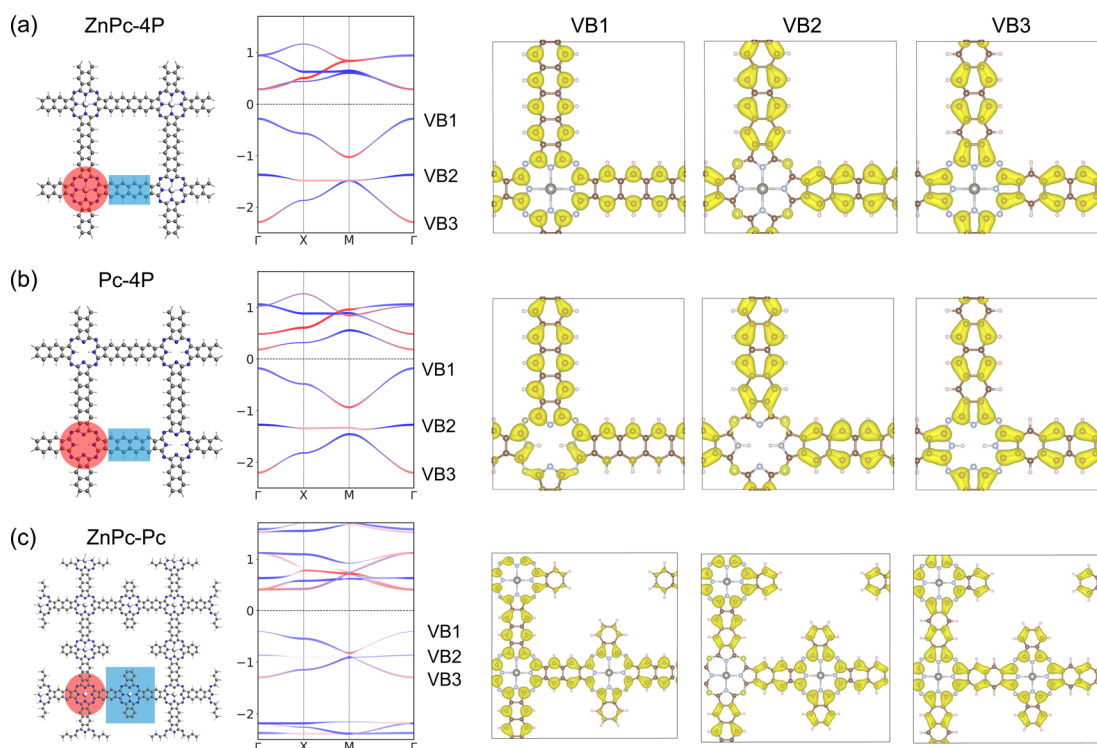 (a) ZnPc-4P VB1 VB2 VB3
1
0
−1
−2
Γ X M Γ
VB1
VB2
VB3
(b) Pc-4P
1
0
−1
−2
Γ X M Γ
VB1
VB2
VB3
(c) ZnPc-Pc
1
0
−1
−2
Γ X M Γ
VB1
VB2
VB3